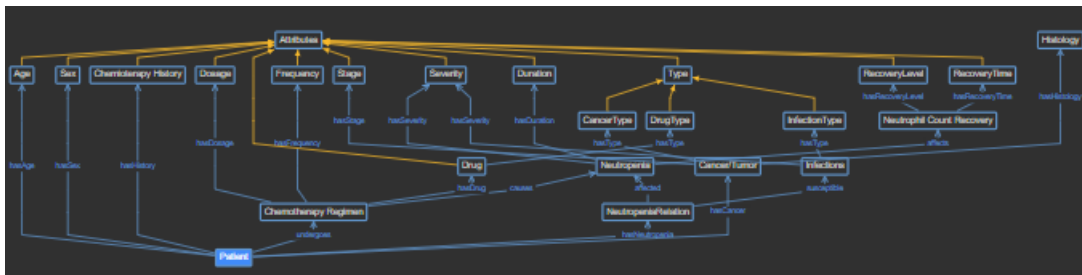 Attributes
Histology
Age
Sex
Chemioterapy History
Dosage
Frequency
Stage
Severity
Duration
Type
RecoveryLevel
RecoveryTime
hasRecoveryLevel
hasRecoveryTime
hasHistology
hasStage
hasSeverity
hasSeverity
hasDuration
CancerType
DrugType
InfectionType
Neutrophil Count Recovery
hasAge
hasSex
hasHistory
hasDosage
hasFrequency
hasType
hasType
hasType
affects
Drug
Neutropenia
Cancer/Tumor
Infections
hasDrug
causes
affected
susceptible
Chemotherapy Regimen
NeutropeniaRelation
hasCancer
undergoes
hasNeutropenia
Patient